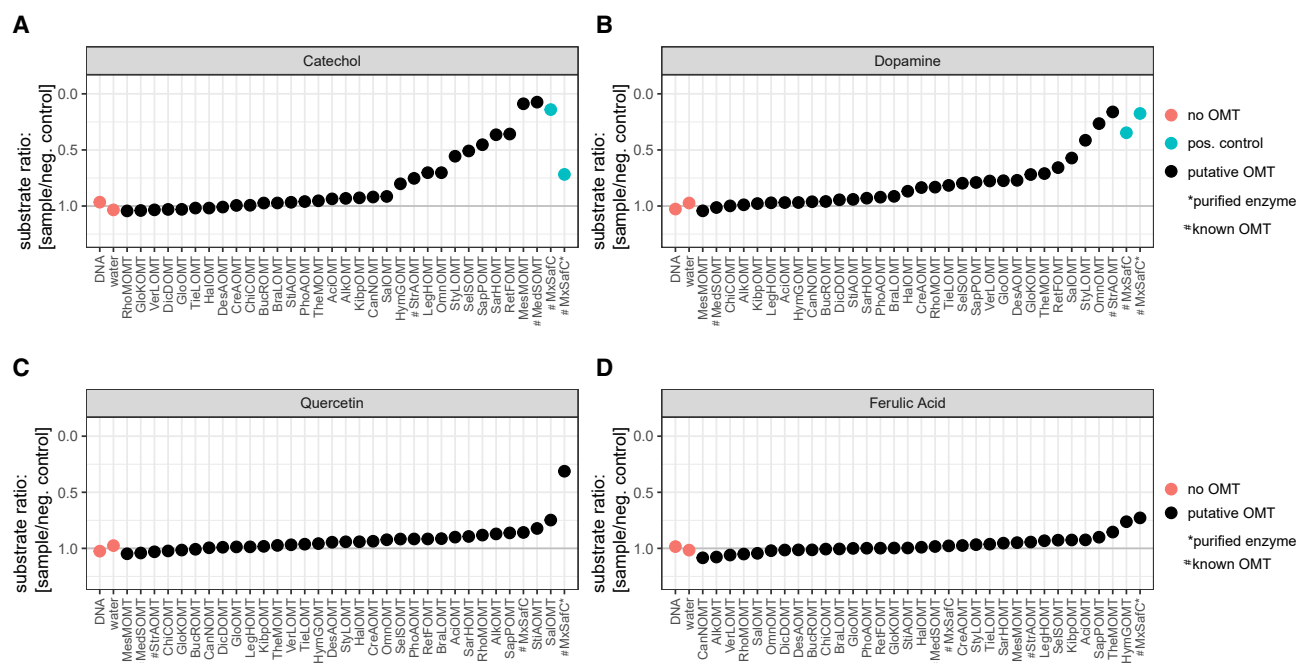 A
Catechol
substrate ratio:
[sample/neg. control]
0.0
0.5
1.0
DNA
water
RhoMOMT
GloKOMT
VerLOMT
DicDOMT
GloOMT
TieLOMT
HalOMT
DesAOMT
CreAOMT
ChiCOMT
BucROMT
BraLOMT
StiAOMT
PhoAOMT
TheMOMT
AciOMT
AlkOMT
KibpOMT
CanNOMT
SalOMT
HymGOMT
# StrAOMT
LegHOMT
OmnOMT
StyLOMT
SelSOMT
SapPOMT
SarHOMT
RetFOMT
MesMOMT
# MedSOMT
# MxSafC
# MxSafC*
B
Dopamine
substrate ratio:
[sample/neg. control]
0.0
0.5
1.0
DNA
water
MesMOMT
# MedSOMT
ChiCOMT
AlkOMT
KibpOMT
LegHOMT
AciOMT
HymGOMT
CanNOMT
BucROMT
DicDOMT
StiAOMT
SarHOMT
PhoAOMT
BraLOMT
HalOMT
CreAOMT
RhoMOMT
TieLOMT
SelSOMT
SapPOMT
VerLOMT
GloOMT
DesAOMT
GloKOMT
TheMOMT
RetFOMT
SalOMT
StyLOMT
OmnOMT
# StrAOMT
# MxSafC
# MxSafC*
no OMT
pos. control
putative OMT
*purified enzyme
#known OMT
C
Quercetin
substrate ratio:
[sample/neg. control]
0.0
0.5
1.0
DNA
water
MesMOMT
MedSOMT
#StrAOMT
ChiCOMT
GloKOMT
BucROMT
CanNOMT
DicDOMT
GloOMT
LegHOMT
KibpOMT
TheMOMT
VerLOMT
TieLOMT
HymGOMT
DesAOMT
StyLOMT
HalOMT
CreAOMT
OmnOMT
SelSOMT
PhoAOMT
RetFOMT
BraLOMT
AciOMT
SarHOMT
RhoMOMT
AlkOMT
SapPOMT
# MxSafC
StiAOMT
SalOMT
# MxSafC*
D
Ferulic Acid
substrate ratio:
[sample/neg. control]
0.0
0.5
1.0
DNA
water
CanNOMT
AlkOMT
VerLOMT
RhoMOMT
SalOMT
OmnOMT
DicDOMT
DesAOMT
BucROMT
ChiCOMT
BraLOMT
GloOMT
PhoAOMT
RetFOMT
GloKOMT
StiAOMT
HalOMT
MedSOMT
# MxSafC
CreAOMT
StyLOMT
TieLOMT
SarHOMT
MesMOMT
#StrAOMT
LegHOMT
SelSOMT
KibpOMT
AciOMT
SapPOMT
TheMOMT
HymGOMT
# MxSafC*
no OMT
putative OMT
*purified enzyme
#known OMT